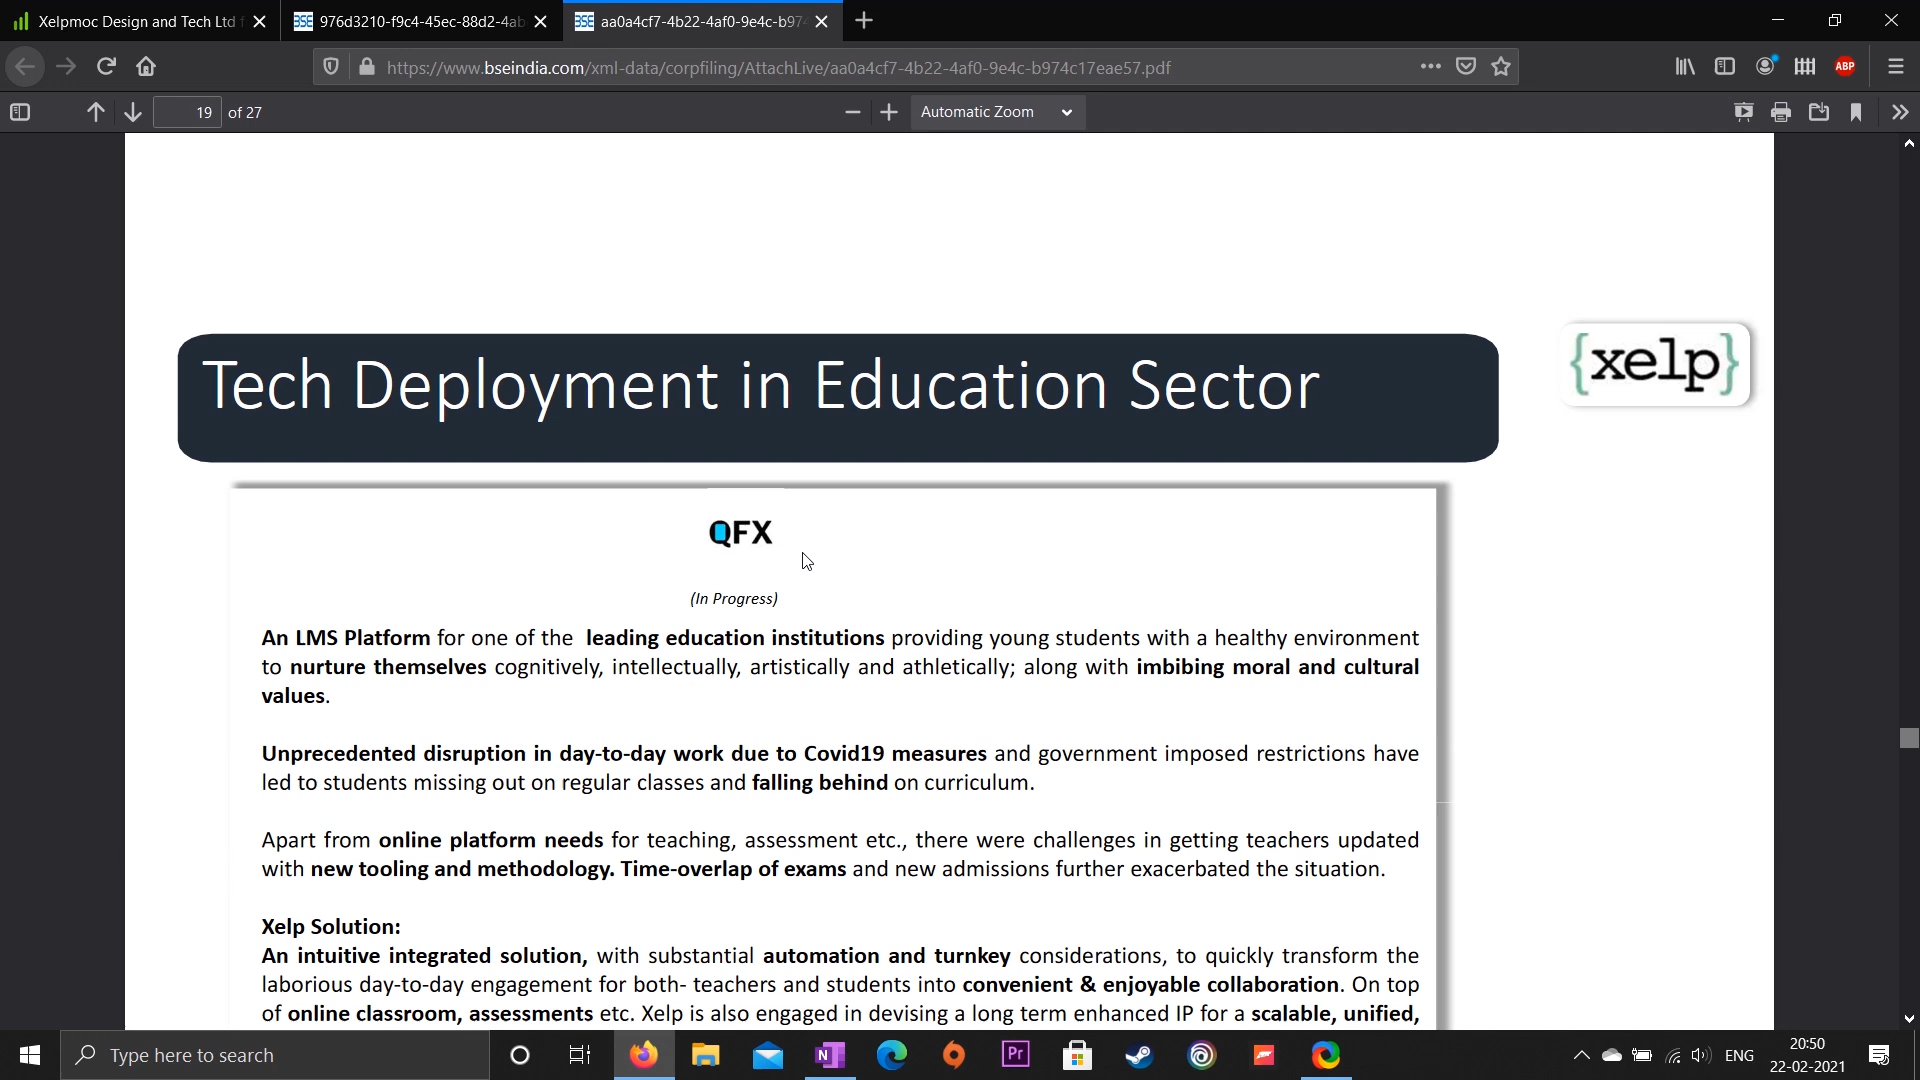 Xelpmoc Design and Tech Ltd
976d3210-f9c4-45ec-88d2-4ab
aa0a4cf7-4b22-4af0-9e4c-b97
https://www.bseindia.com/xml-data/corpfiling/AttachLive/aa0a4cf7-4b22-4af0-9e4c-b974c17eae57.pdf
ABP
19 of 27
Automatic Zoom
Tech Deployment in Education Sector
{xelp}
QFX
(In Progress)
An LMS Platform for one of the leading education institutions providing young students with a healthy environment
to nurture themselves cognitively, intellectually, artistically and athletically; along with imbibing moral and cultural
values.
Unprecedented disruption in day-to-day work due to Covid19 measures and government imposed restrictions have
led to students missing out on regular classes and falling behind on curriculum.
Apart from online platform needs for teaching, assessment etc., there were challenges in getting teachers updated
with new tooling and methodology. Time-overlap of exams and new admissions further exacerbated the situation.
Xelp Solution:
An intuitive integrated solution, with substantial automation and turnkey considerations, to quickly transform the
laborious day-to-day engagement for both- teachers and students into convenient & enjoyable collaboration. On top
of online classroom, assessments etc. Xelp is also engaged in devising a long term enhanced IP for a scalable, unified,
Type here to search
N
Pr
ENG
20:50
22-02-2021